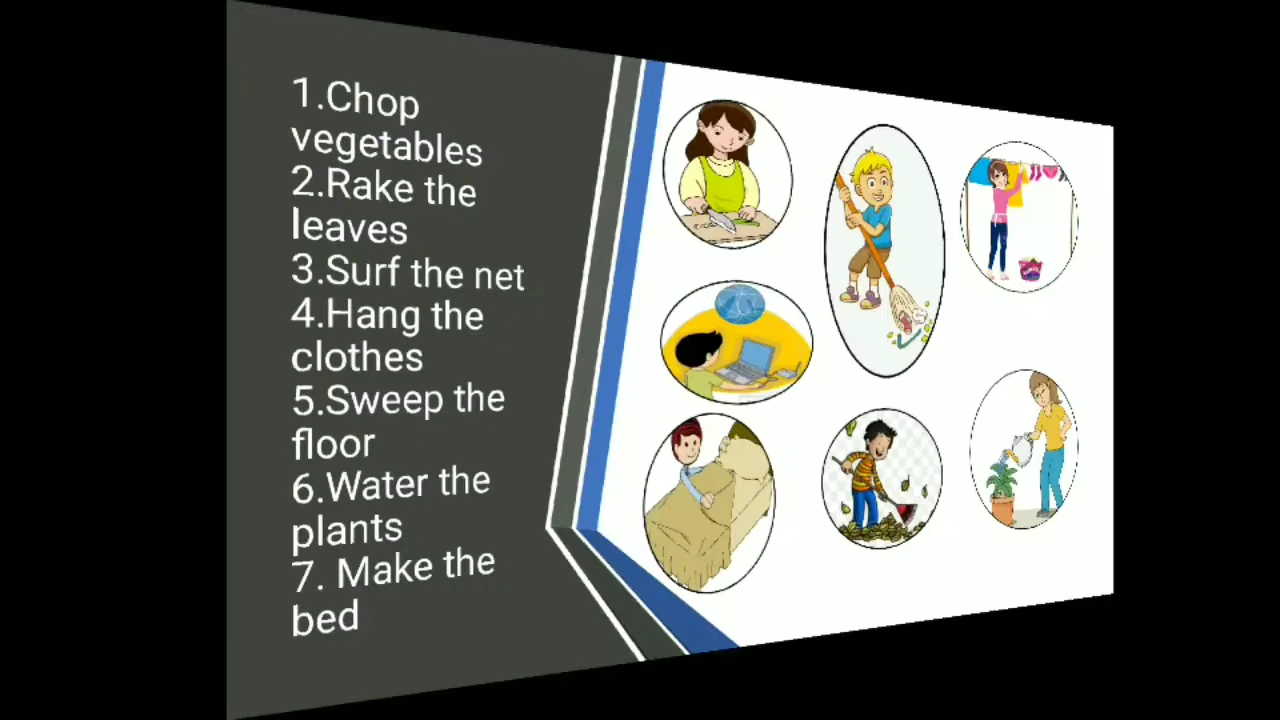 1.Chop
vegetables
2.Rake the
leaves
3.Surf the net
4.Hang the
clothes
5.Sweep the
floor
6.Water the
plants
7. Make the
bed